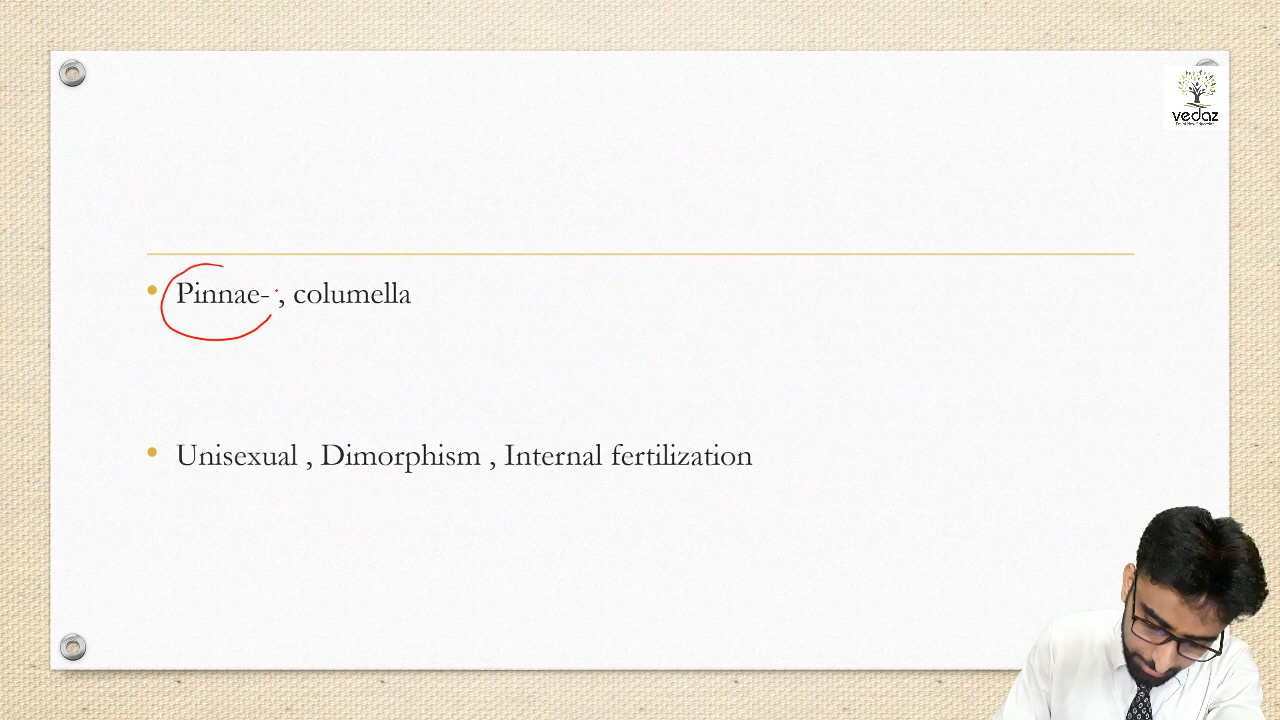 vedaz
Pinnae- , columella
Unisexual , Dimorphism , Internal fertilization